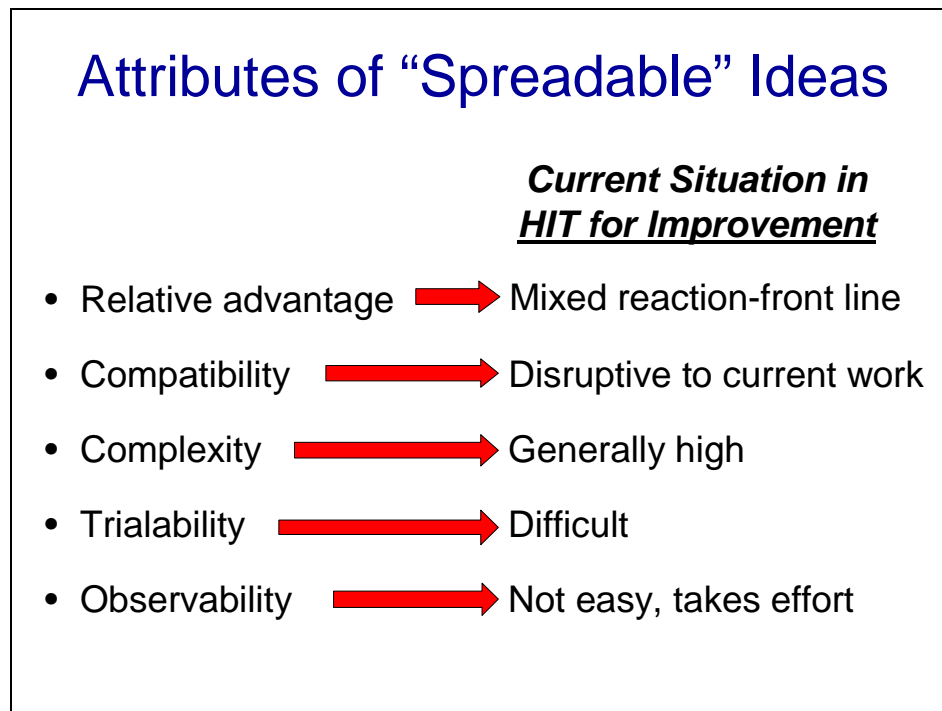 Attributes of “Spreadable” Ideas
Current Situation in
HIT for Improvement
• Relative advantage Mixed reaction-front line
• Compatibility Disruptive to current work
• Complexity Generally high
• Trialability Difficult
• Observability Not easy, takes effort